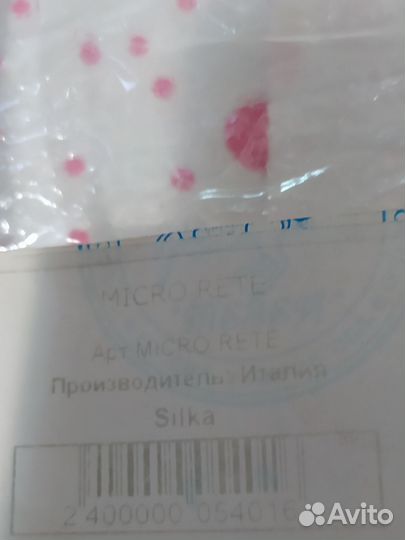 MICRO RETE
Арт MICRO RETE
Производитель: Италия
Silka
2 400000 05401
Avito